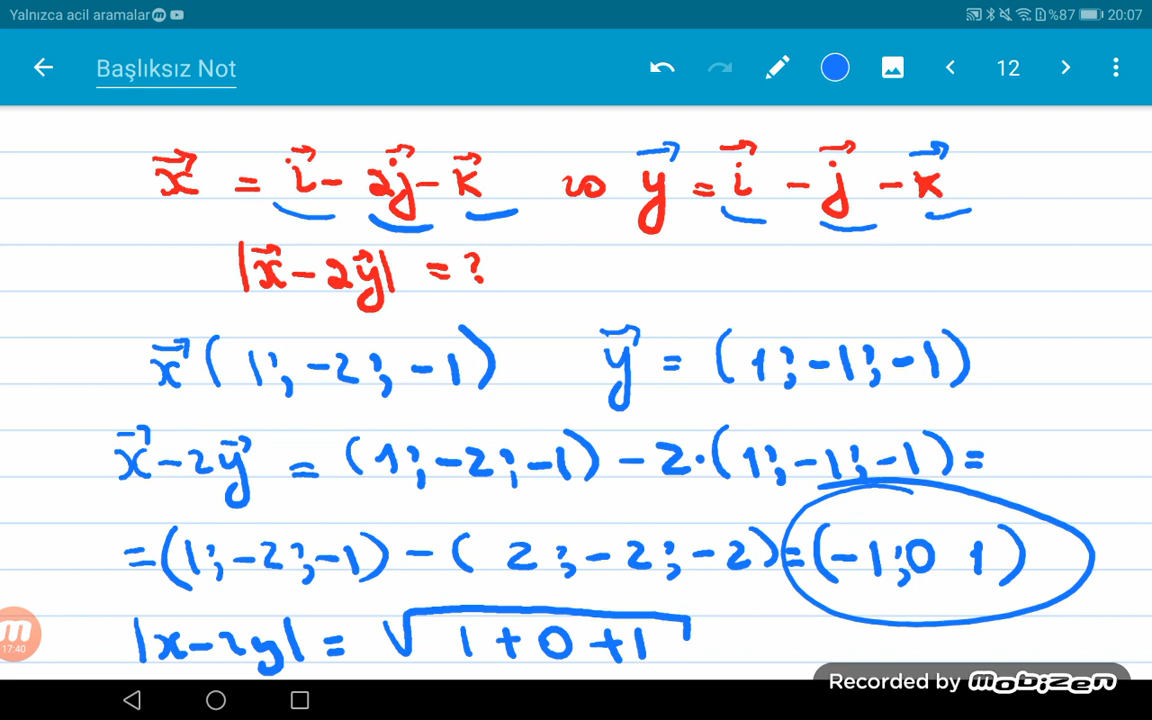 Yalnızca acil aramalar %87 20:07
Başlıksız Not 12
x⃗ = i⃗ - 2j⃗ - k⃗ və y⃗ = i⃗ - j⃗ - k⃗
|x⃗ - 2y⃗| = ?
x⃗ (1; -2; -1) y⃗ = (1; -1; -1)
x⃗ - 2y⃗ = (1; -2; -1) - 2·(1; -1; -1) =
= (1; -2; -1) - (2; -2; -2) = (-1; 0 1)
|x - 2y| = √1 + 0 + 1
17:40
Recorded by mobizen